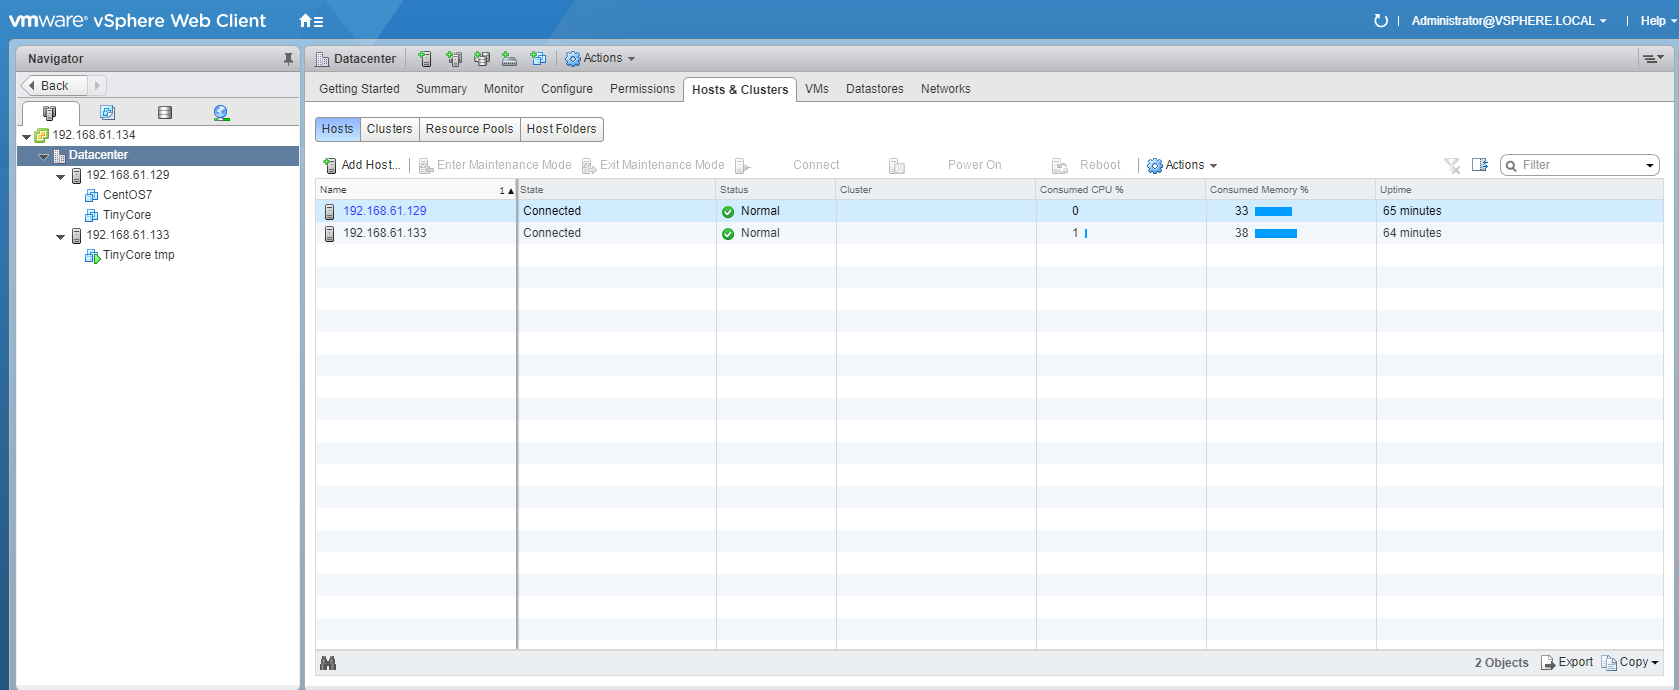 vmware® vSphere Web Client
Administrator@VSPHERE.LOCAL | Help
Navigator
Back
192.168.61.134
Datacenter
192.168.61.129
CentOS7
TinyCore
192.168.61.133
TinyCore tmp
Datacenter Actions
Getting Started Summary Monitor Configure Permissions Hosts & Clusters VMs Datastores Networks
Hosts Clusters Resource Pools Host Folders
Add Host... Enter Maintenance Mode Exit Maintenance Mode Connect Power On Reboot Actions Filter
Name 1 State Status Cluster Consumed CPU % Consumed Memory % Uptime
192.168.61.129 Connected Normal 0 33 65 minutes
192.168.61.133 Connected Normal 1 38 64 minutes
2 Objects Export Copy